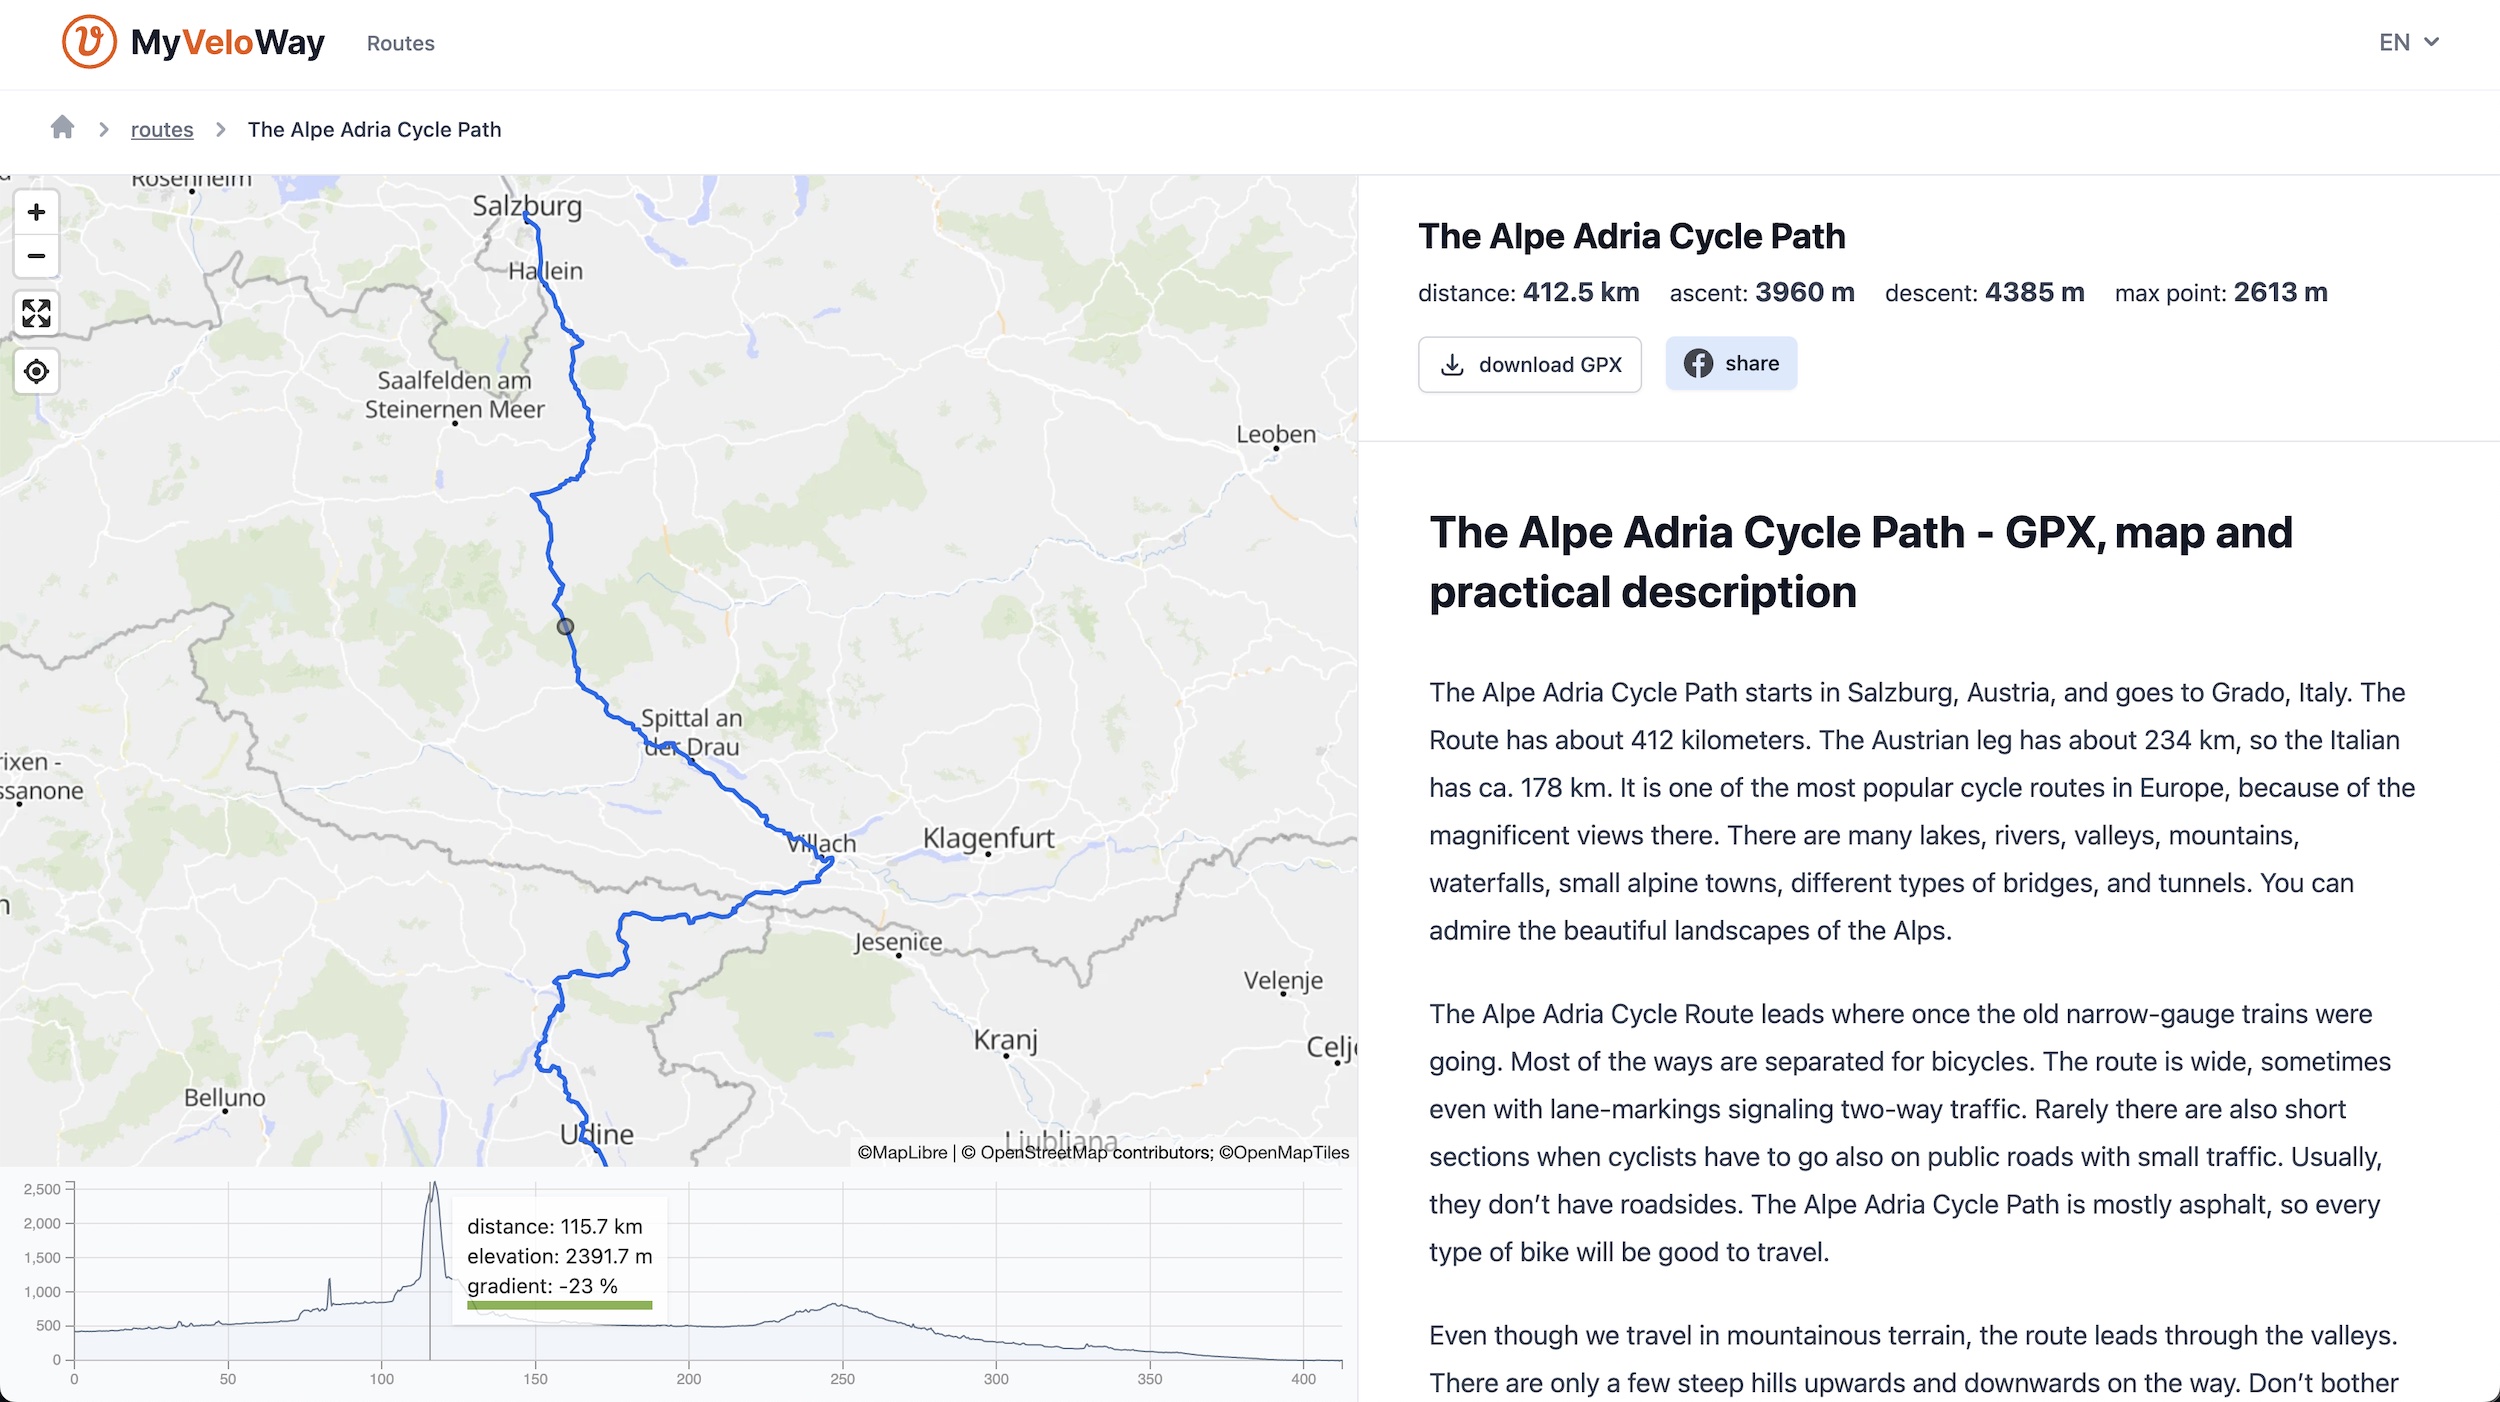 MyVeloWay
Routes
EN
routes
The Alpe Adria Cycle Path
Rosenheim
Salzburg
Hallein
Saalfelden am
Steinernen Meer
Leoben
Spittal an
der Drau
Villach
Klagenfurt
Jesenice
Velenje
Kranj
Belluno
Udine
Ljubljana
©MapLibre | © OpenStreetMap contributors; ©OpenMapTiles
2,500
2,000
1,500
1,000
500
0
distance: 115.7 km
elevation: 2391.7 m
gradient: -23 %
0 50 100 150 200 250 300 350 400
The Alpe Adria Cycle Path
distance: 412.5 km ascent: 3960 m descent: 4385 m max point: 2613 m
download GPX
share
The Alpe Adria Cycle Path - GPX, map and
practical description
The Alpe Adria Cycle Path starts in Salzburg, Austria, and goes to Grado, Italy. The
Route has about 412 kilometers. The Austrian leg has about 234 km, so the Italian
has ca. 178 km. It is one of the most popular cycle routes in Europe, because of the
magnificent views there. There are many lakes, rivers, valleys, mountains,
waterfalls, small alpine towns, different types of bridges, and tunnels. You can
admire the beautiful landscapes of the Alps.
The Alpe Adria Cycle Route leads where once the old narrow-gauge trains were
going. Most of the ways are separated for bicycles. The route is wide, sometimes
even with lane-markings signaling two-way traffic. Rarely there are also short
sections when cyclists have to go also on public roads with small traffic. Usually,
they don’t have roadsides. The Alpe Adria Cycle Path is mostly asphalt, so every
type of bike will be good to travel.
Even though we travel in mountainous terrain, the route leads through the valleys.
There are only a few steep hills upwards and downwards on the way. Don’t bother